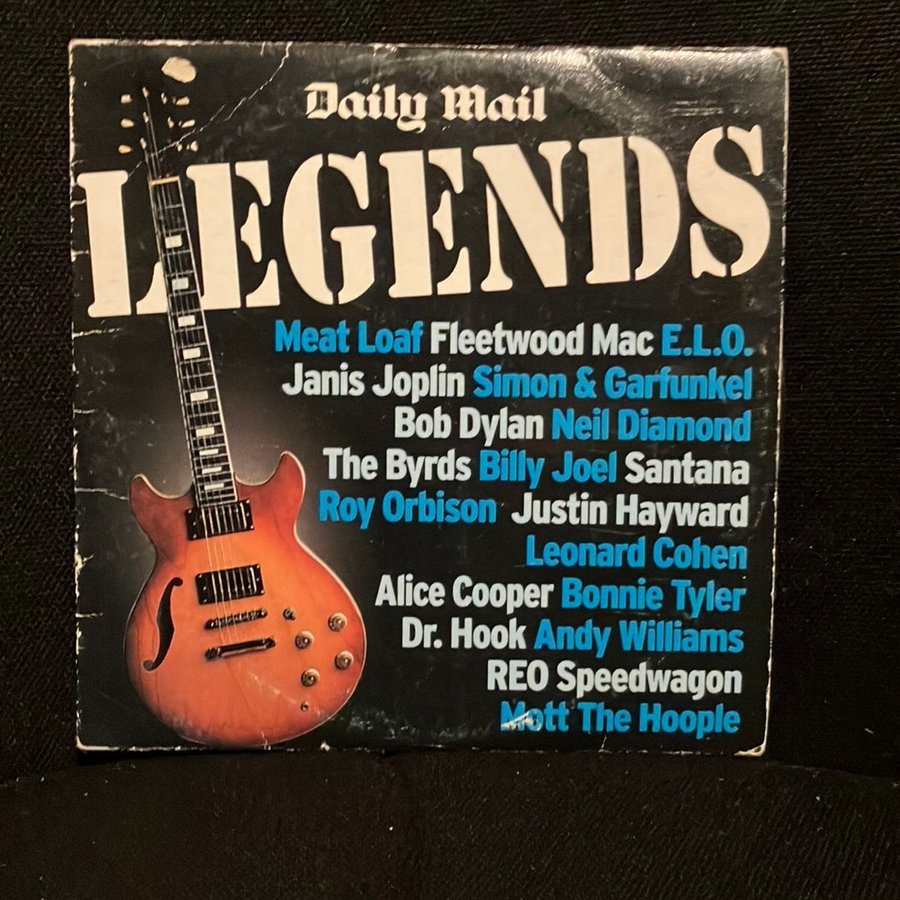 Daily Mail
LEGENDS
Meat Loaf Fleetwood Mac E.L.O.
Janis Joplin Simon & Garfunkel
Bob Dylan Neil Diamond
The Byrds Billy Joel Santana
Roy Orbison Justin Hayward
Leonard Cohen
Alice Cooper Bonnie Tyler
Dr. Hook Andy Williams
REO Speedwagon
Mott The Hoople